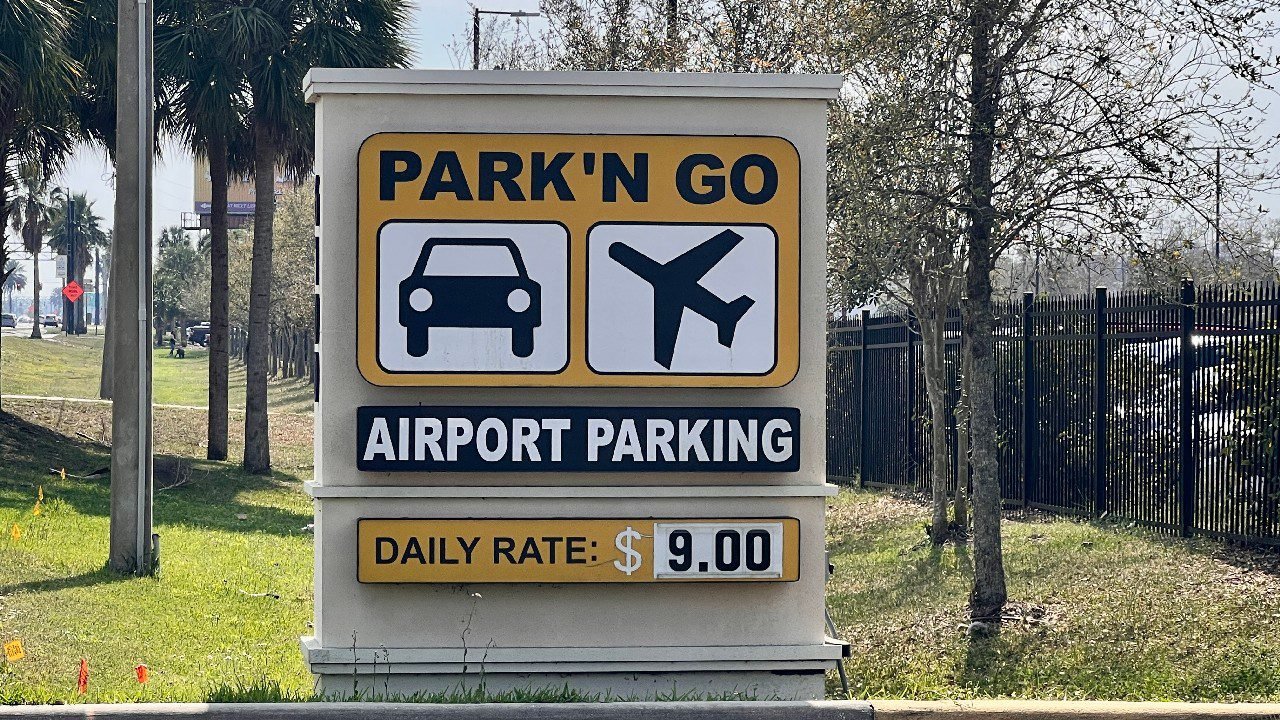 PARK'N GO
AIRPORT PARKING
DAILY RATE: $ 9.00